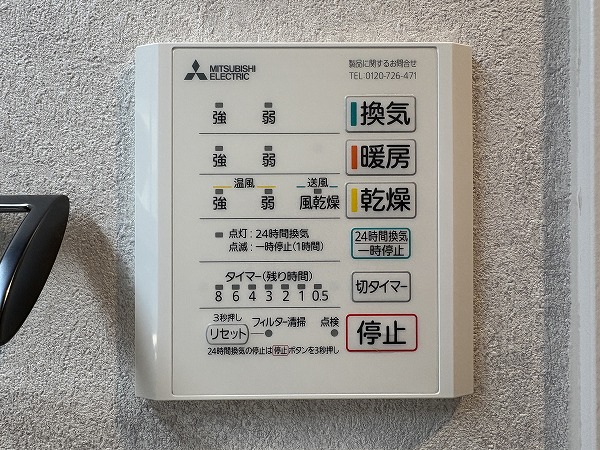 MITSUBISHI
ELECTRIC
製品に関するお問合せ
TEL 0120-726-471
強 弱 換気
強 弱 暖房
温風 送風
強 弱 風乾燥 乾燥
点灯：24時間換気
点滅：一時停止(1時間)
24時間換気
一時停止
タイマー(残り時間)
8 6 4 3 2 1 0.5
切タイマー
3秒押し
リセット フィルター清掃 点検
停止
24時間換気の停止は停止ボタンを3秒押し